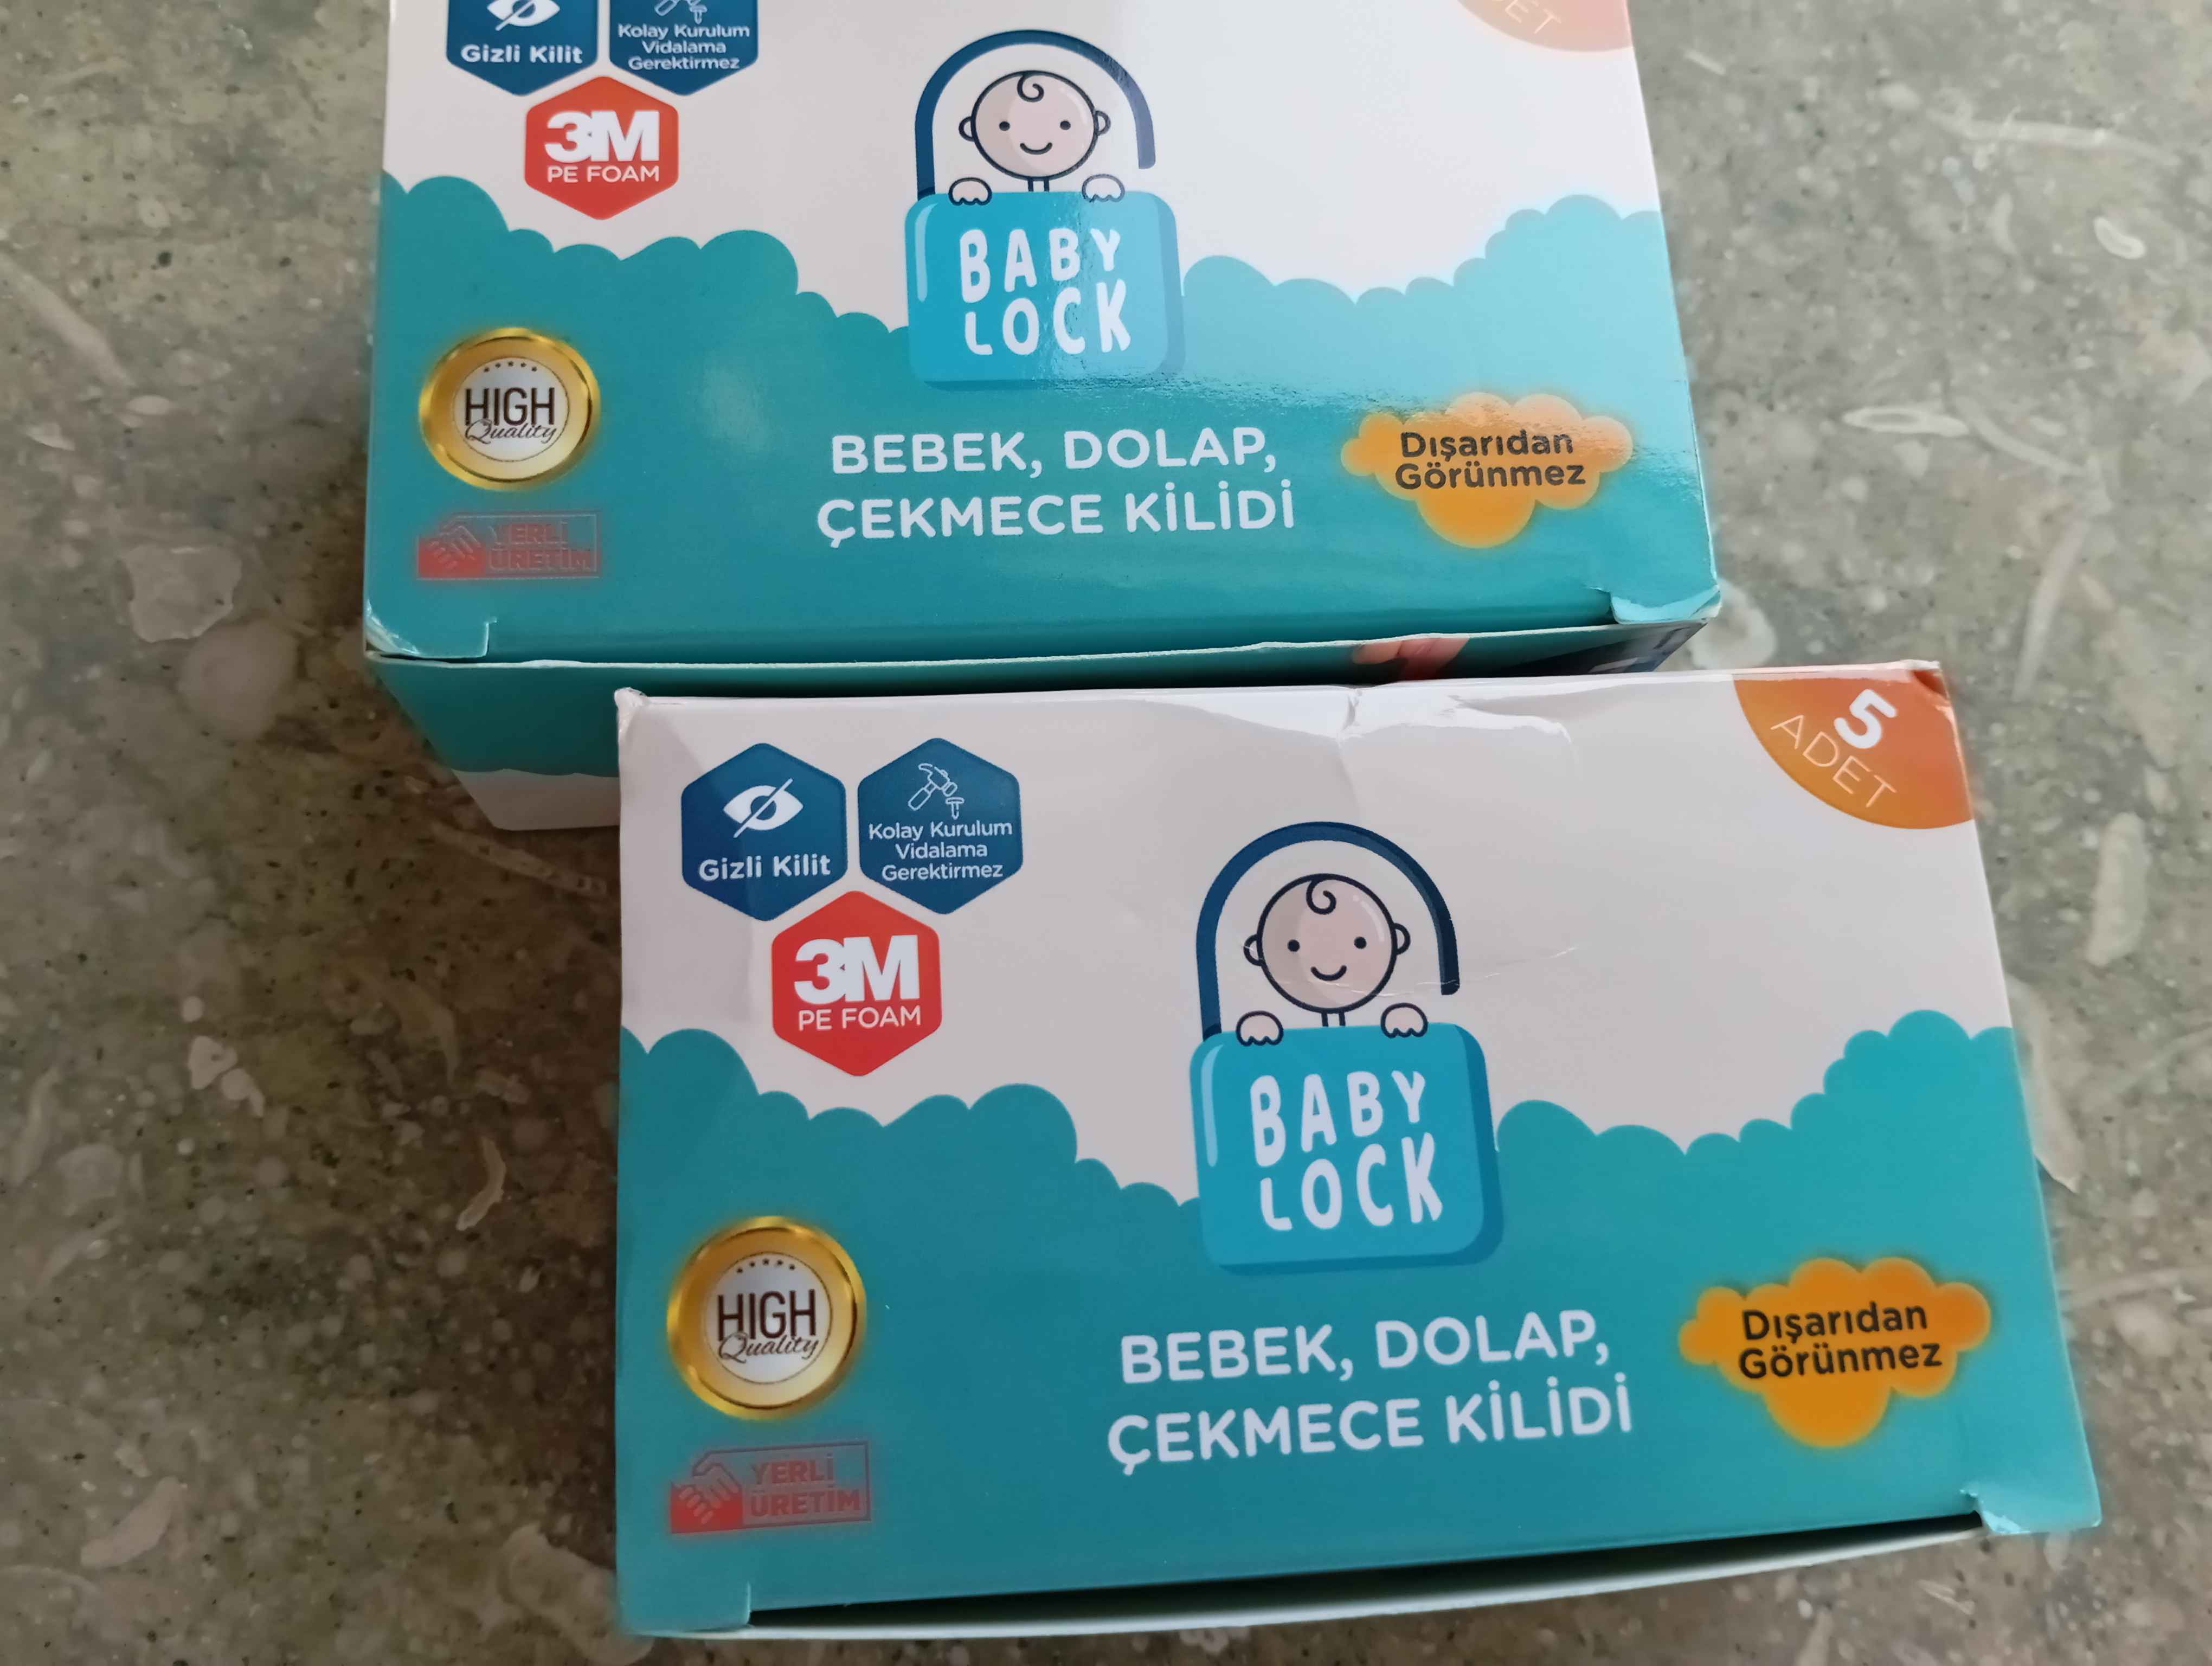 Gizli Kilit
Kolay Kurulum
Vidalama
Gerektirmez
3M
PE FOAM
BABY
LOCK
HIGH
Quality
BEBEK, DOLAP,
ÇEKMECE KİLİDİ
Dışarıdan
Görünmez
YERLİ
ÜRETİM
5
ADET
Gizli Kilit
Kolay Kurulum
Vidalama
Gerektirmez
3M
PE FOAM
BABY
LOCK
HIGH
Quality
BEBEK, DOLAP,
ÇEKMECE KİLİDİ
Dışarıdan
Görünmez
YERLİ
ÜRETİM